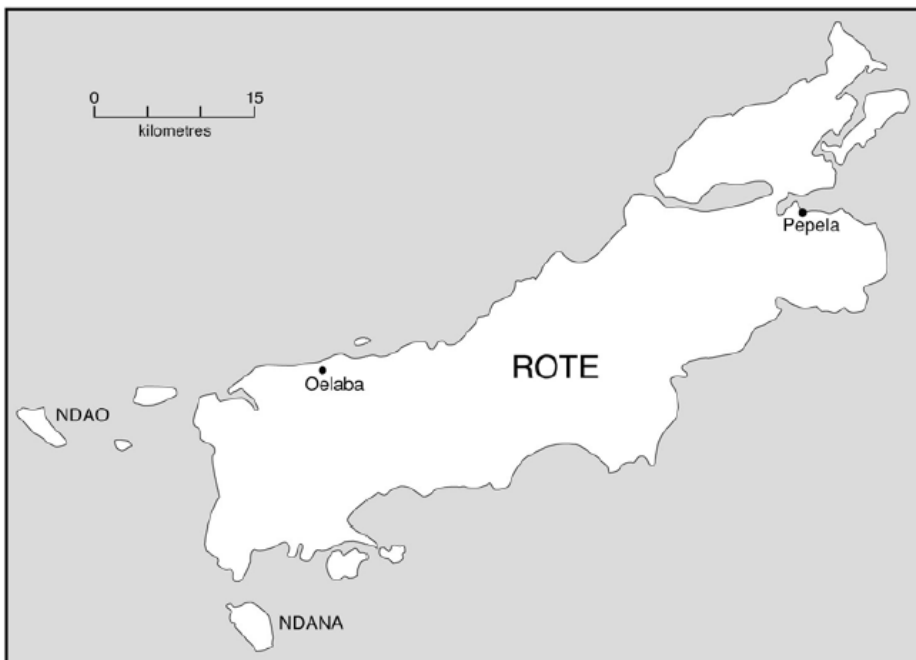 0 15
kilometres
Pepela
ROTE
Oelaba
NDAO
NDANA